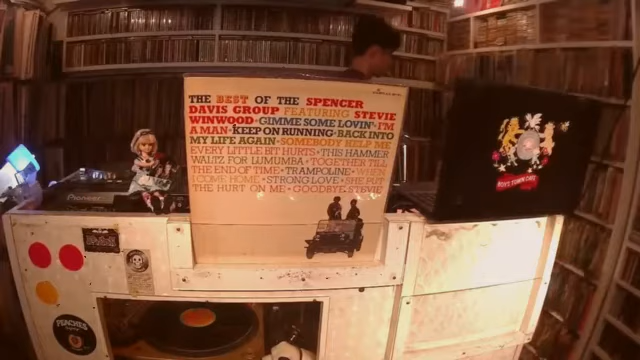 THE BEST OF THE SPENCER
DAVIS GROUP FEATURING STEVIE
WINWOOD•GIMME SOME LOVIN'•I'M
A MAN•KEEP ON RUNNING•BACK INTO
MY LIFE AGAIN•SOMEBODY HELP ME
EVERY LITTLE BIT HURTS•THIS HAMMER
WALTZ FOR LUMUMBA•TOGETHER TILL
THE END OF TIME•TRAMPOLINE•WHEN
I COME HOME•STRONG LOVE•SHE PUT
THE HURT ON ME•GOODBYE STEVIE
Pioneer
PEACHES